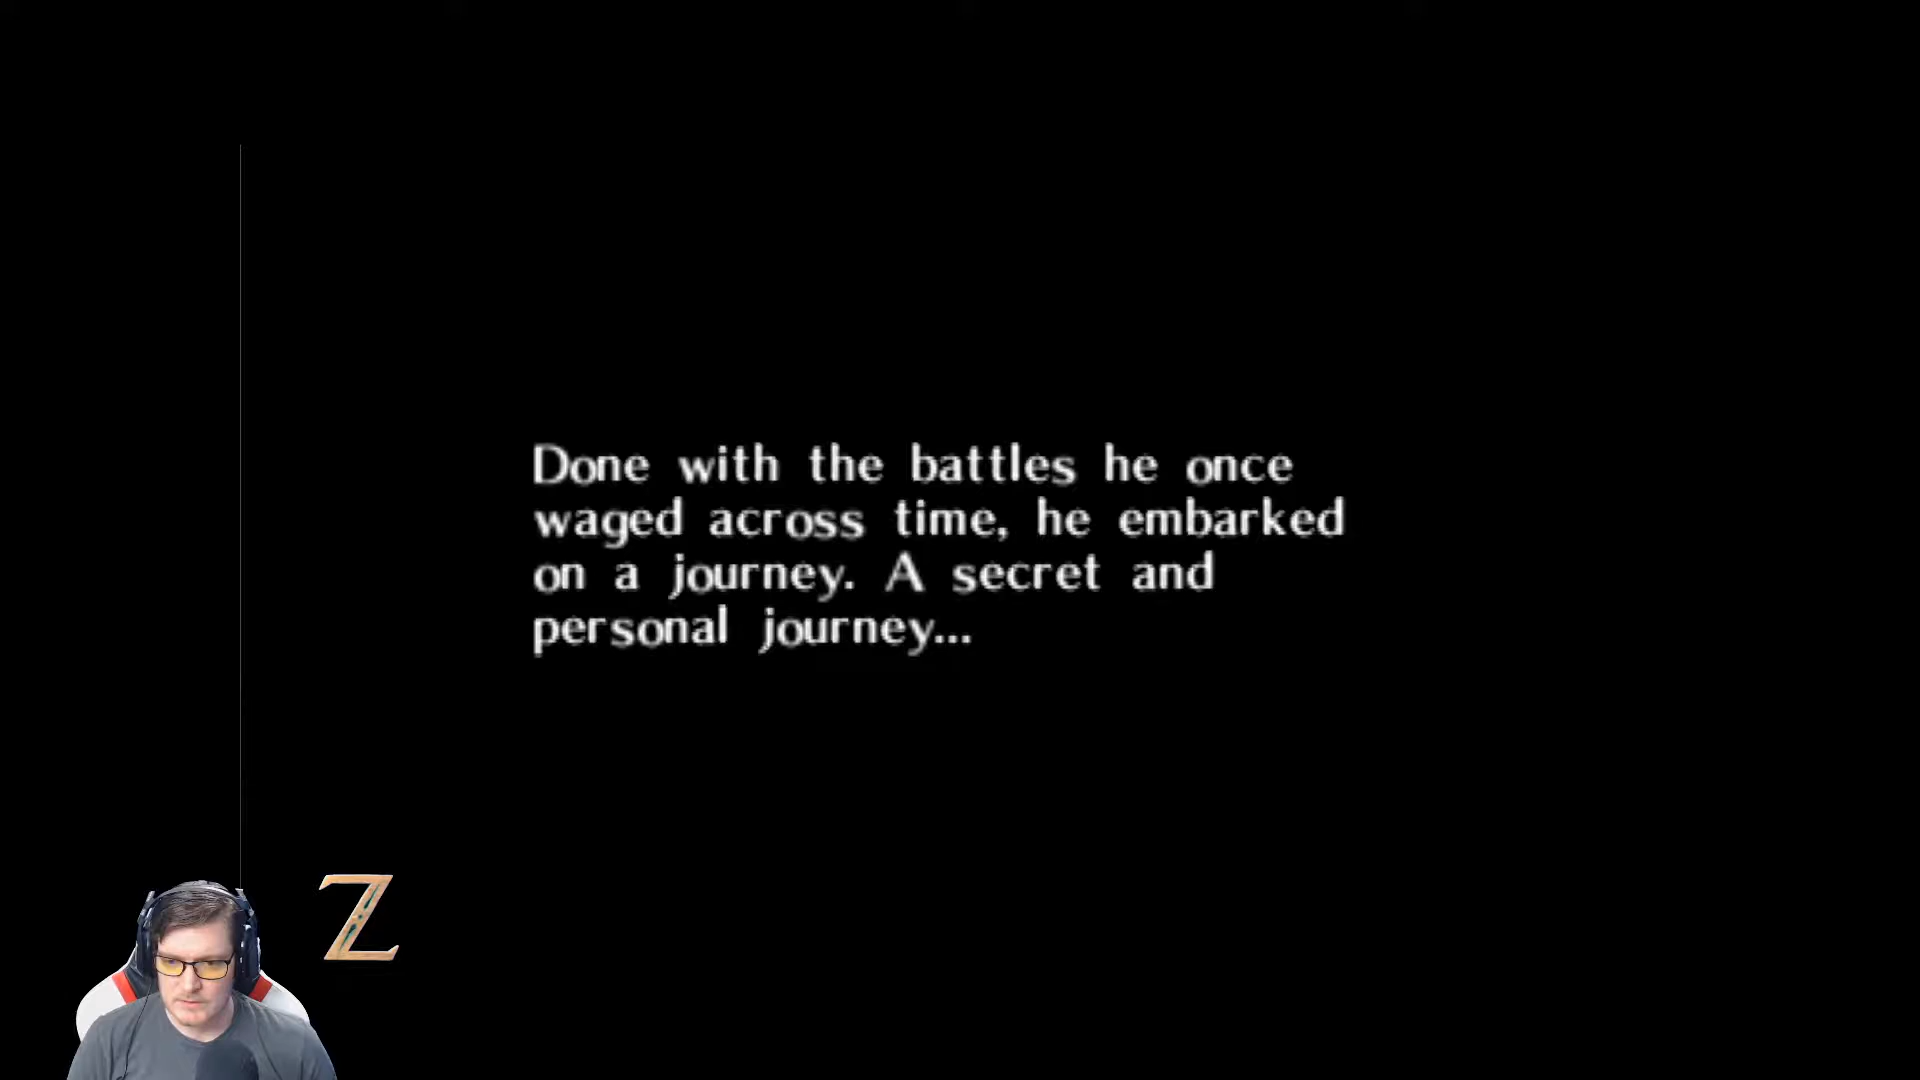 Done with the battles he once
waged across time, he embarked
on a journey. A secret and
personal journey...
Z